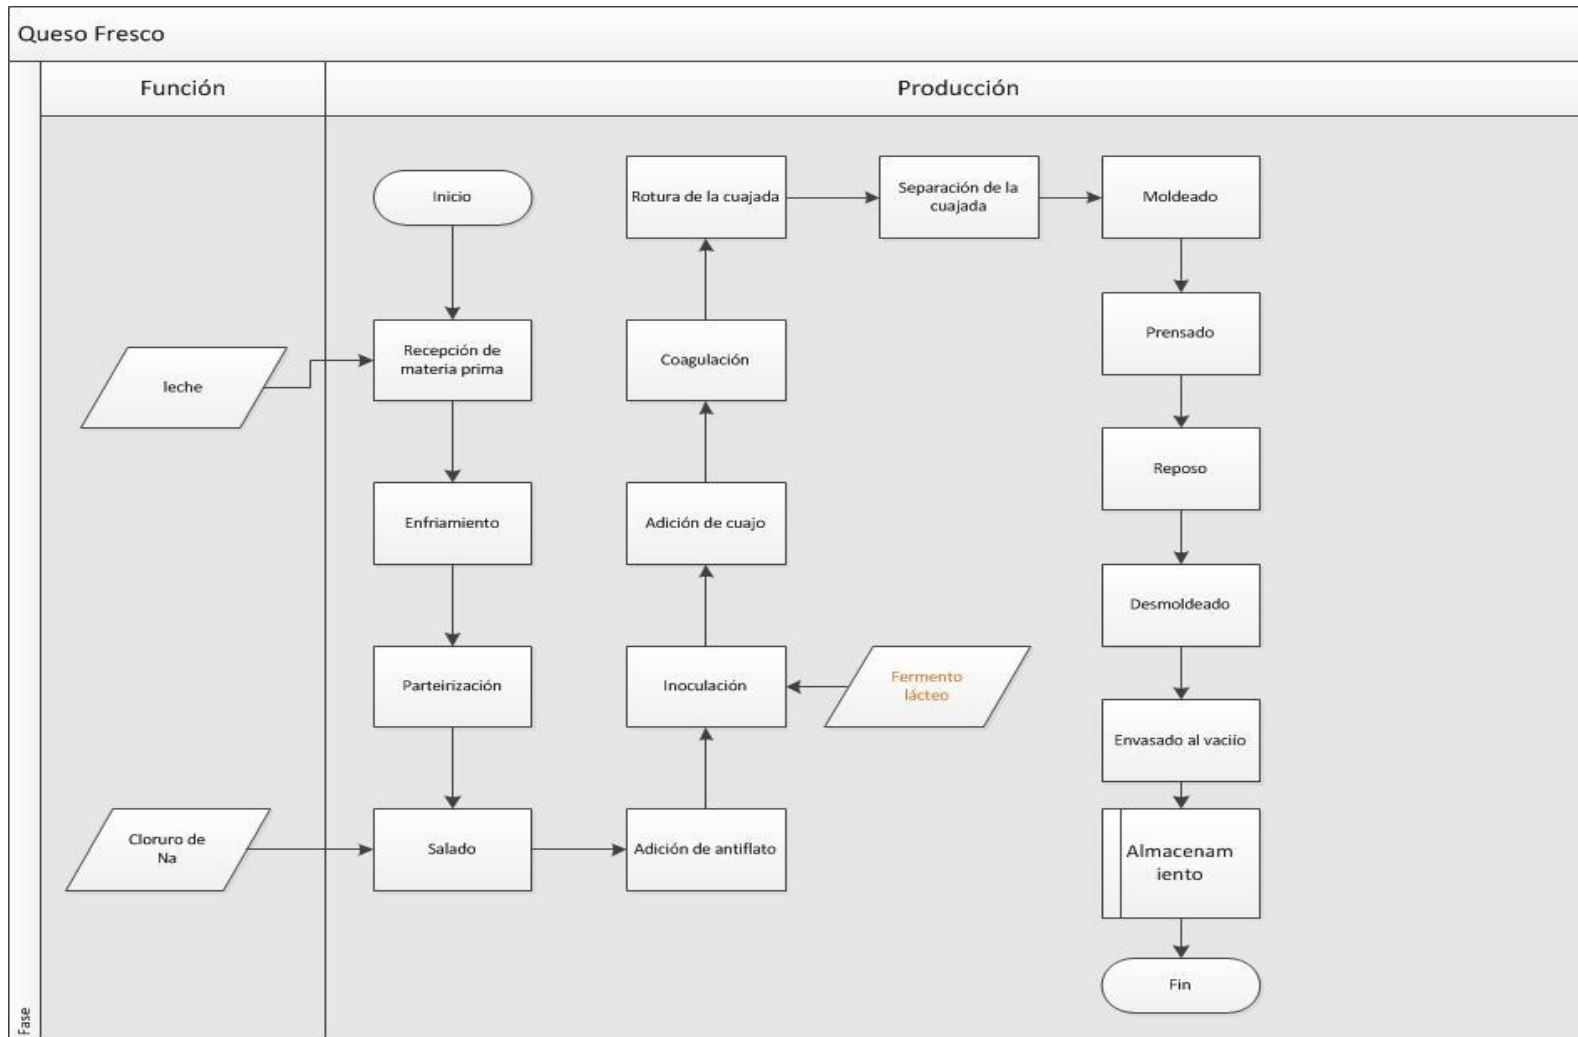 Queso Fresco
Función
Producción
Inicio
Recepción de
materia prima
leche
Enfriamiento
Parteirización
Salado
Cloruro de
Na
Adición de antiflato
Inoculación
Fermento
lácteo
Adición de cuajo
Coagulación
Rotura de la cuajada
Separación de la
cuajada
Moldeado
Prensado
Reposo
Desmoldeado
Envasado al vaciio
Almacenam
iento
Fin
Fase